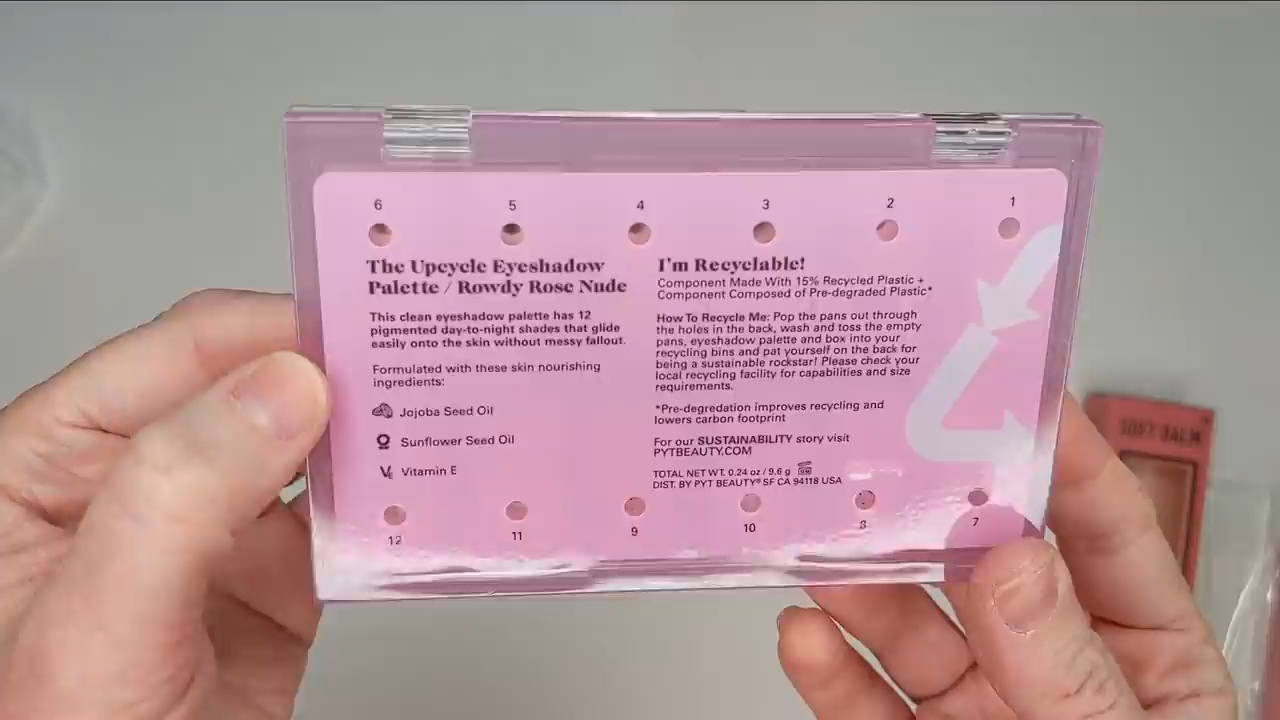 6 5 4 3 2 1
The Upcycle Eyeshadow
Palette / Rowdy Rose Nude
This clean eyeshadow palette has 12
pigmented day-to-night shades that glide
easily onto the skin without messy fallout.
Formulated with these skin nourishing
ingredients:
Jojoba Seed Oil
Sunflower Seed Oil
Vitamin E
I'm Recyclable!
Component Made With 15% Recycled Plastic +
Component Composed of Pre-degraded Plastic*
How To Recycle Me: Pop the pans out through
the holes in the back, wash and toss the empty
pans, eyeshadow palette and box into your
recycling bins and pat yourself on the back for
being a sustainable rockstar! Please check your
local recycling facility for capabilities and size
requirements.
*Pre-degredation improves recycling and
lowers carbon footprint
For our SUSTAINABILITY story visit
PYTBEAUTY.COM
TOTAL NET WT. 0.24 oz / 9.6 g
DIST. BY PYT BEAUTY® SF CA 94118 USA
12 11 9 10 8 7
SOFT BALM